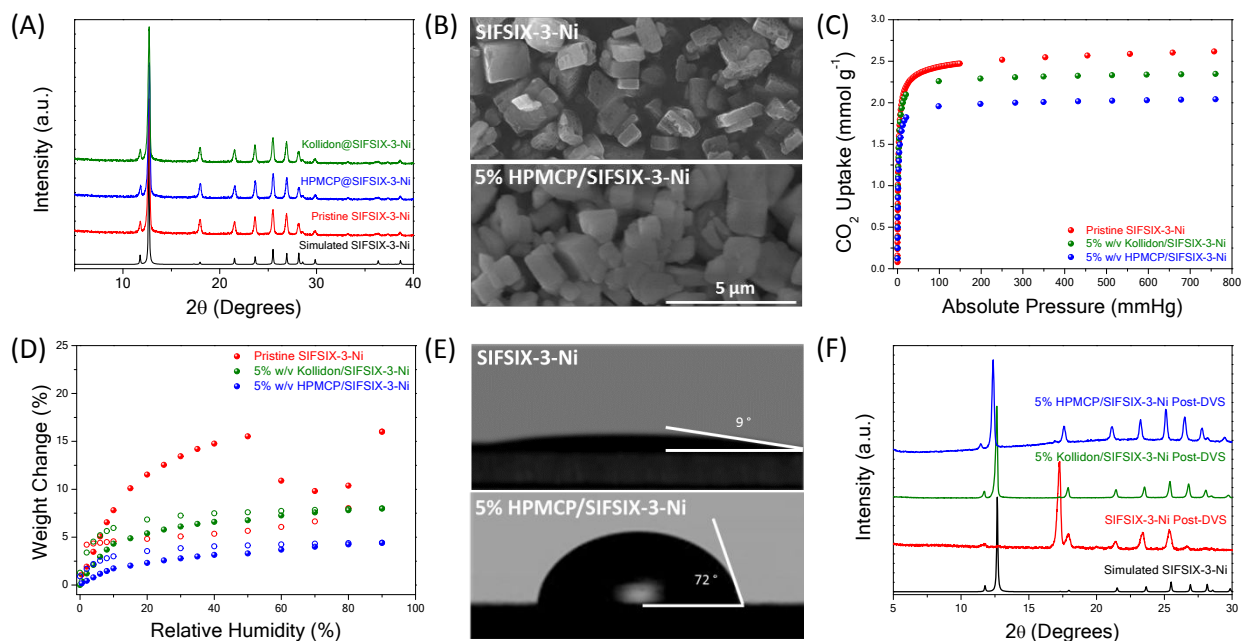 (A)
Intensity (a.u.)
Kollidon@SIFSIX-3-Ni
HPMCP@SIFSIX-3-Ni
Pristine SIFSIX-3-Ni
Simulated SIFSIX-3-Ni
10 20 30 40
2θ (Degrees)
(B)
SIFSIX-3-Ni
5% HPMCP/SIFSIX-3-Ni
5 µm
(C)
CO₂ Uptake (mmol g⁻¹)
3.0
2.5
2.0
1.5
1.0
0.5
0.0
Pristine SIFSIX-3-Ni
5% w/v Kollidon/SIFSIX-3-Ni
5% w/v HPMCP/SIFSIX-3-Ni
0 100 200 300 400 500 600 700 800
Absolute Pressure (mmHg)
(D)
Weight Change (%)
25
20
15
10
5
0
Pristine SIFSIX-3-Ni
5% w/v Kollidon/SIFSIX-3-Ni
5% w/v HPMCP/SIFSIX-3-Ni
0 20 40 60 80 100
Relative Humidity (%)
(E)
SIFSIX-3-Ni
9°
5% HPMCP/SIFSIX-3-Ni
72°
(F)
Intensity (a.u.)
5% HPMCP/SIFSIX-3-Ni Post-DVS
5% Kollidon/SIFSIX-3-Ni Post-DVS
SIFSIX-3-Ni Post-DVS
Simulated SIFSIX-3-Ni
5 10 15 20 25 30
2θ (Degrees)